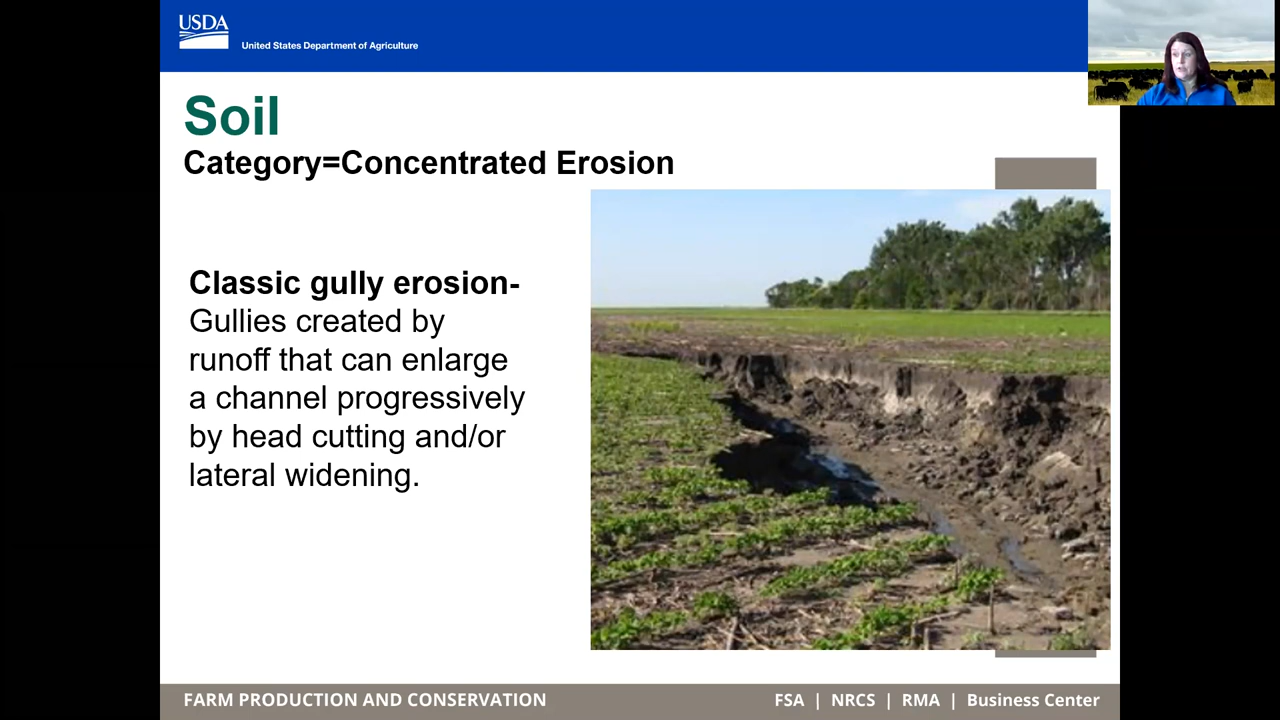 USDA
United States Department of Agriculture
Soil
Category=Concentrated Erosion
Classic gully erosion-
Gullies created by
runoff that can enlarge
a channel progressively
by head cutting and/or
lateral widening.
FARM PRODUCTION AND CONSERVATION
FSA | NRCS | RMA | Business Center